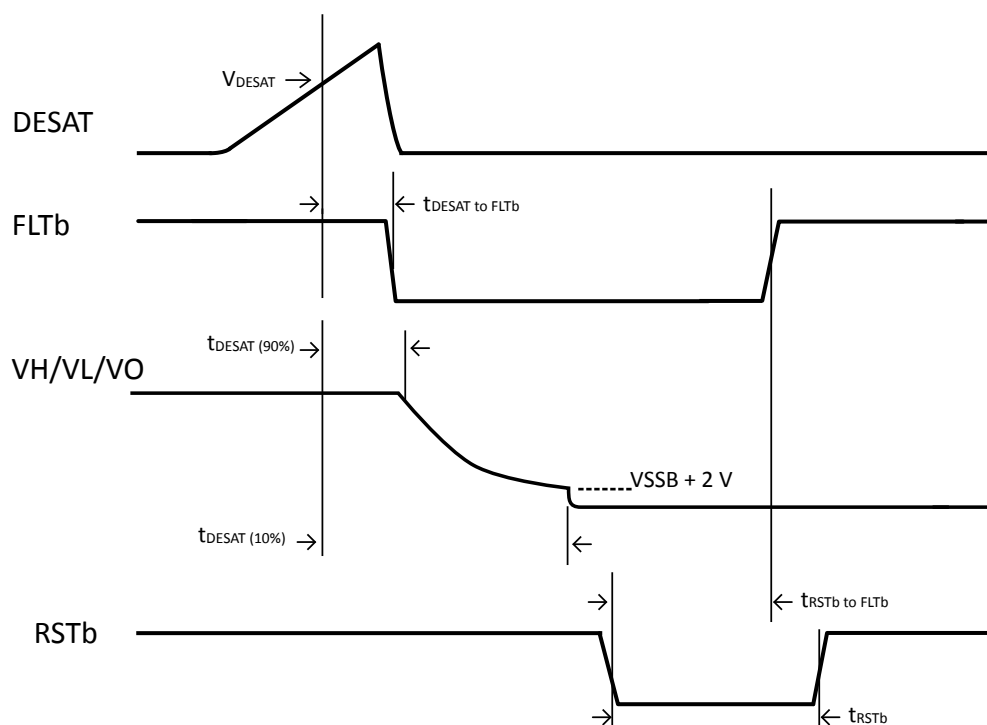 VDESAT
DESAT
tDESAT to FLTb
FLTb
tDESAT (90%)
VH/VL/VO
VSSB + 2 V
tDESAT (10%)
tRSTb to FLTb
RSTb
tRSTb